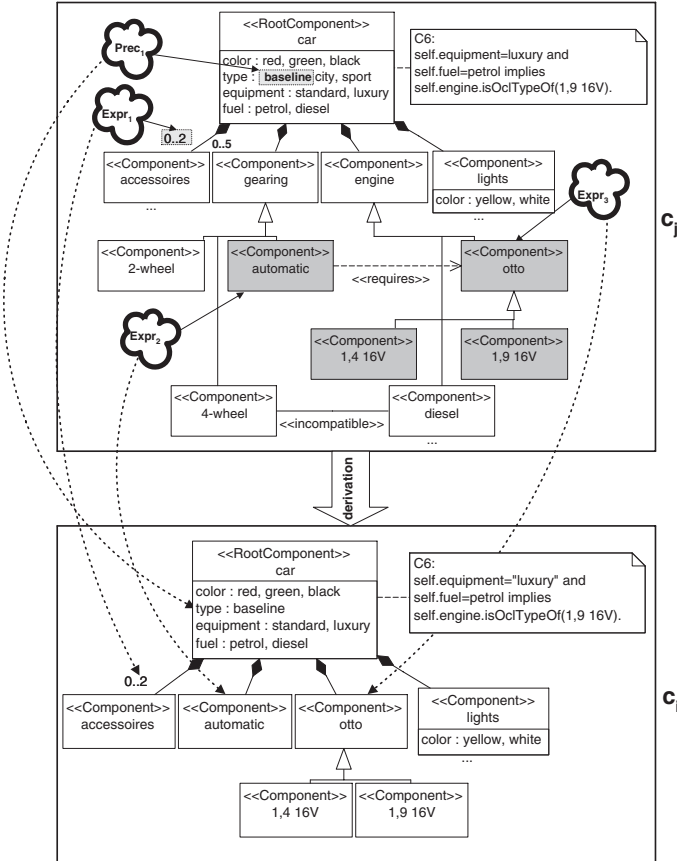 <<RootComponent>>
car
color : red, green, black
type : baseline city, sport
equipment : standard, luxury
fuel : petrol, diesel
C6:
self.equipment=luxury and
self.fuel=petrol implies
self.engine.isOclTypeOf(1,9 16V).
Prec1
Expr1
0..2
0..5
<<Component>>
accessoires
...
<<Component>>
gearing
<<Component>>
engine
<<Component>>
lights
color : yellow, white
...
Expr3
cj
<<Component>>
2-wheel
<<Component>>
automatic
<<requires>>
<<Component>>
otto
Expr2
<<Component>>
1,4 16V
<<Component>>
1,9 16V
<<Component>>
4-wheel
<<incompatible>>
<<Component>>
diesel
...
derivation
<<RootComponent>>
car
color : red, green, black
type : baseline
equipment : standard, luxury
fuel : petrol, diesel
C6:
self.equipment="luxury" and
self.fuel=petrol implies
self.engine.isOclTypeOf(1,9 16V).
0..2
<<Component>>
accessoires
<<Component>>
automatic
<<Component>>
otto
<<Component>>
lights
color : yellow, white
...
ci
<<Component>>
1,4 16V
<<Component>>
1,9 16V